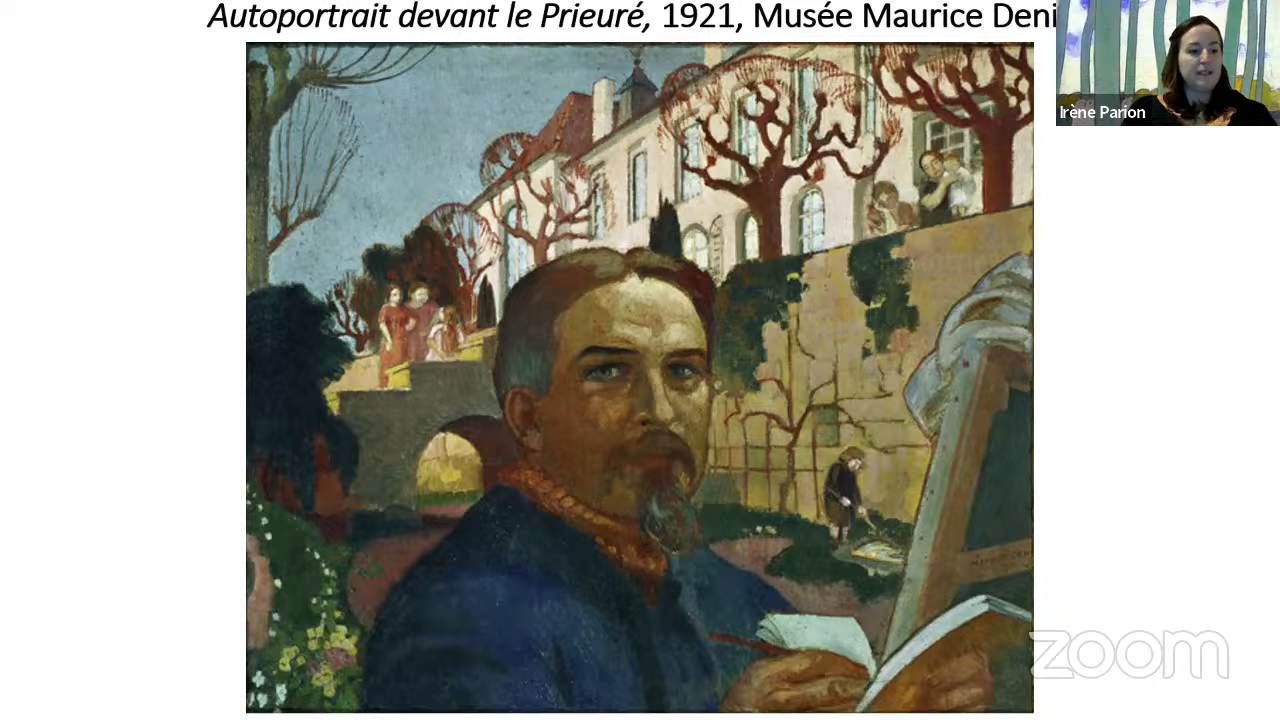 Autoportrait devant le Prieuré, 1921, Musée Maurice Deni
Irène Parion
zoom